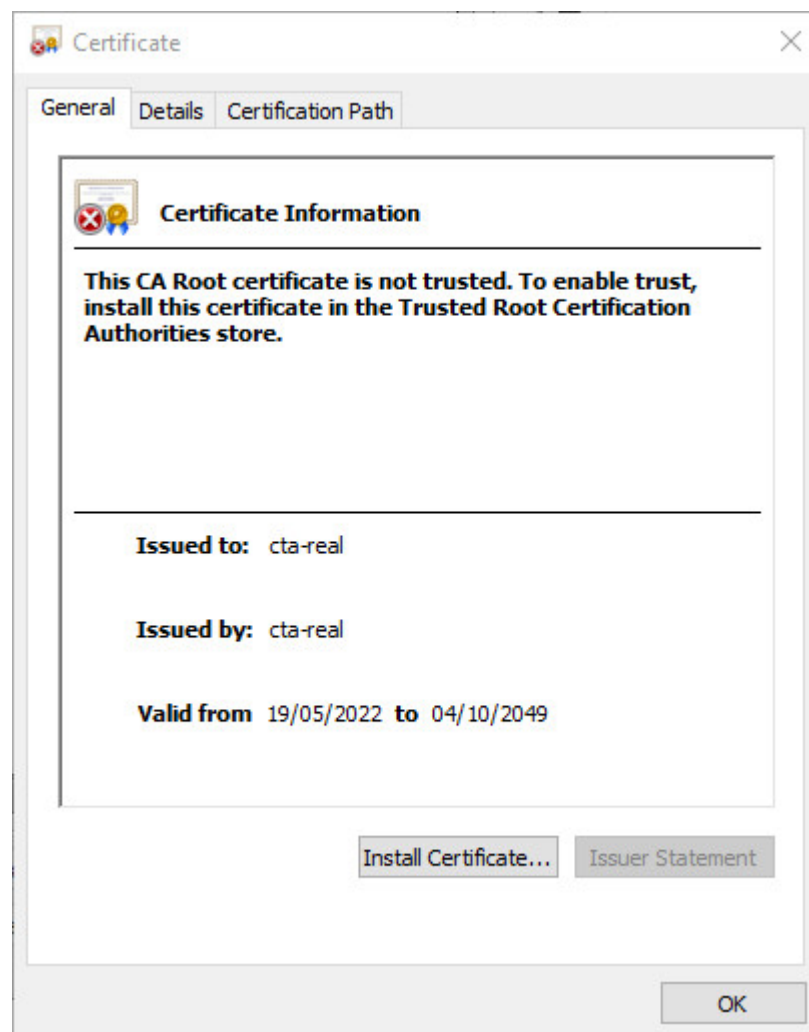 Certificate
General Details Certification Path
Certificate Information
This CA Root certificate is not trusted. To enable trust,
install this certificate in the Trusted Root Certification
Authorities store.
Issued to: cta-real
Issued by: cta-real
Valid from 19/05/2022 to 04/10/2049
Install Certificate... Issuer Statement
OK